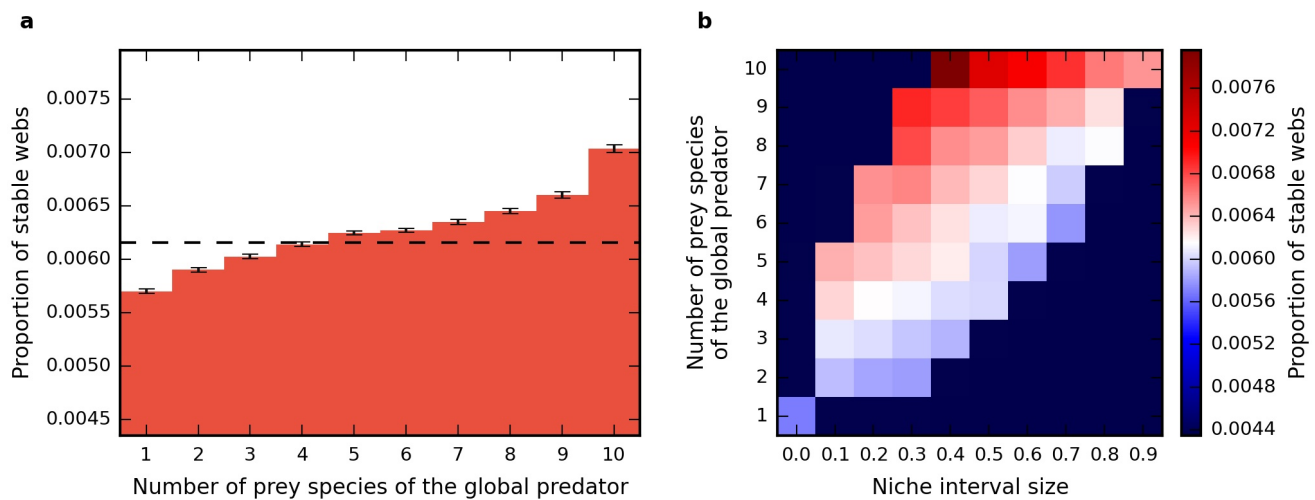 a
0.0075
0.0070
0.0065
0.0060
0.0055
0.0050
0.0045
Proportion of stable webs
1 2 3 4 5 6 7 8 9 10
Number of prey species of the global predator
b
10
9
8
7
6
5
4
3
2
1
Number of prey species
of the global predator
0.0 0.1 0.2 0.3 0.4 0.5 0.6 0.7 0.8 0.9
Niche interval size
0.0076
0.0072
0.0068
0.0064
0.0060
0.0056
0.0052
0.0048
0.0044
Proportion of stable webs